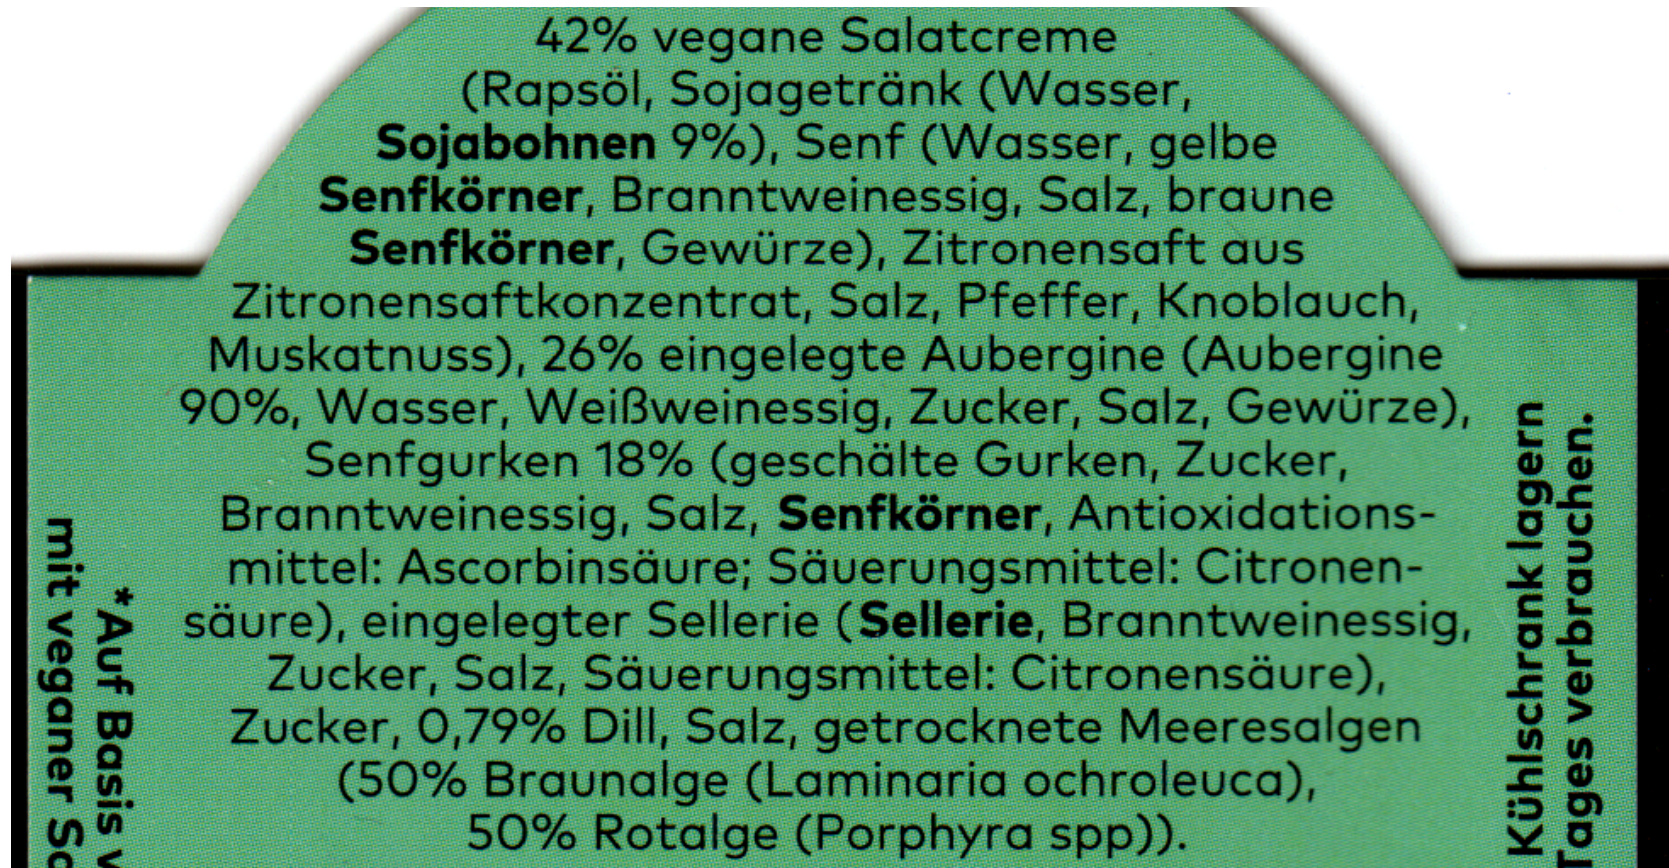 42% vegane Salatcreme
(Rapsöl, Sojagetränk (Wasser,
Sojabohnen 9%), Senf (Wasser, gelbe
Senfkörner, Branntweinessig, Salz, braune
Senfkörner, Gewürze), Zitronensaft aus
Zitronensaftkonzentrat, Salz, Pfeffer, Knoblauch,
Muskatnuss), 26% eingelegte Aubergine (Aubergine
90%, Wasser, Weißweinessig, Zucker, Salz, Gewürze),
Senfgurken 18% (geschälte Gurken, Zucker,
Branntweinessig, Salz, Senfkörner, Antioxidations-
mittel: Ascorbinsäure; Säuerungsmittel: Citronen-
säure), eingelegter Sellerie (Sellerie, Branntweinessig,
Zucker, Salz, Säuerungsmittel: Citronensäure),
Zucker, 0,79% Dill, Salz, getrocknete Meeresalgen
(50% Braunalge (Laminaria ochroleuca),
50% Rotalge (Porphyra spp)).
*Auf Basis
mit veganer
Kühlschrank lagern
Tages verbrauchen.